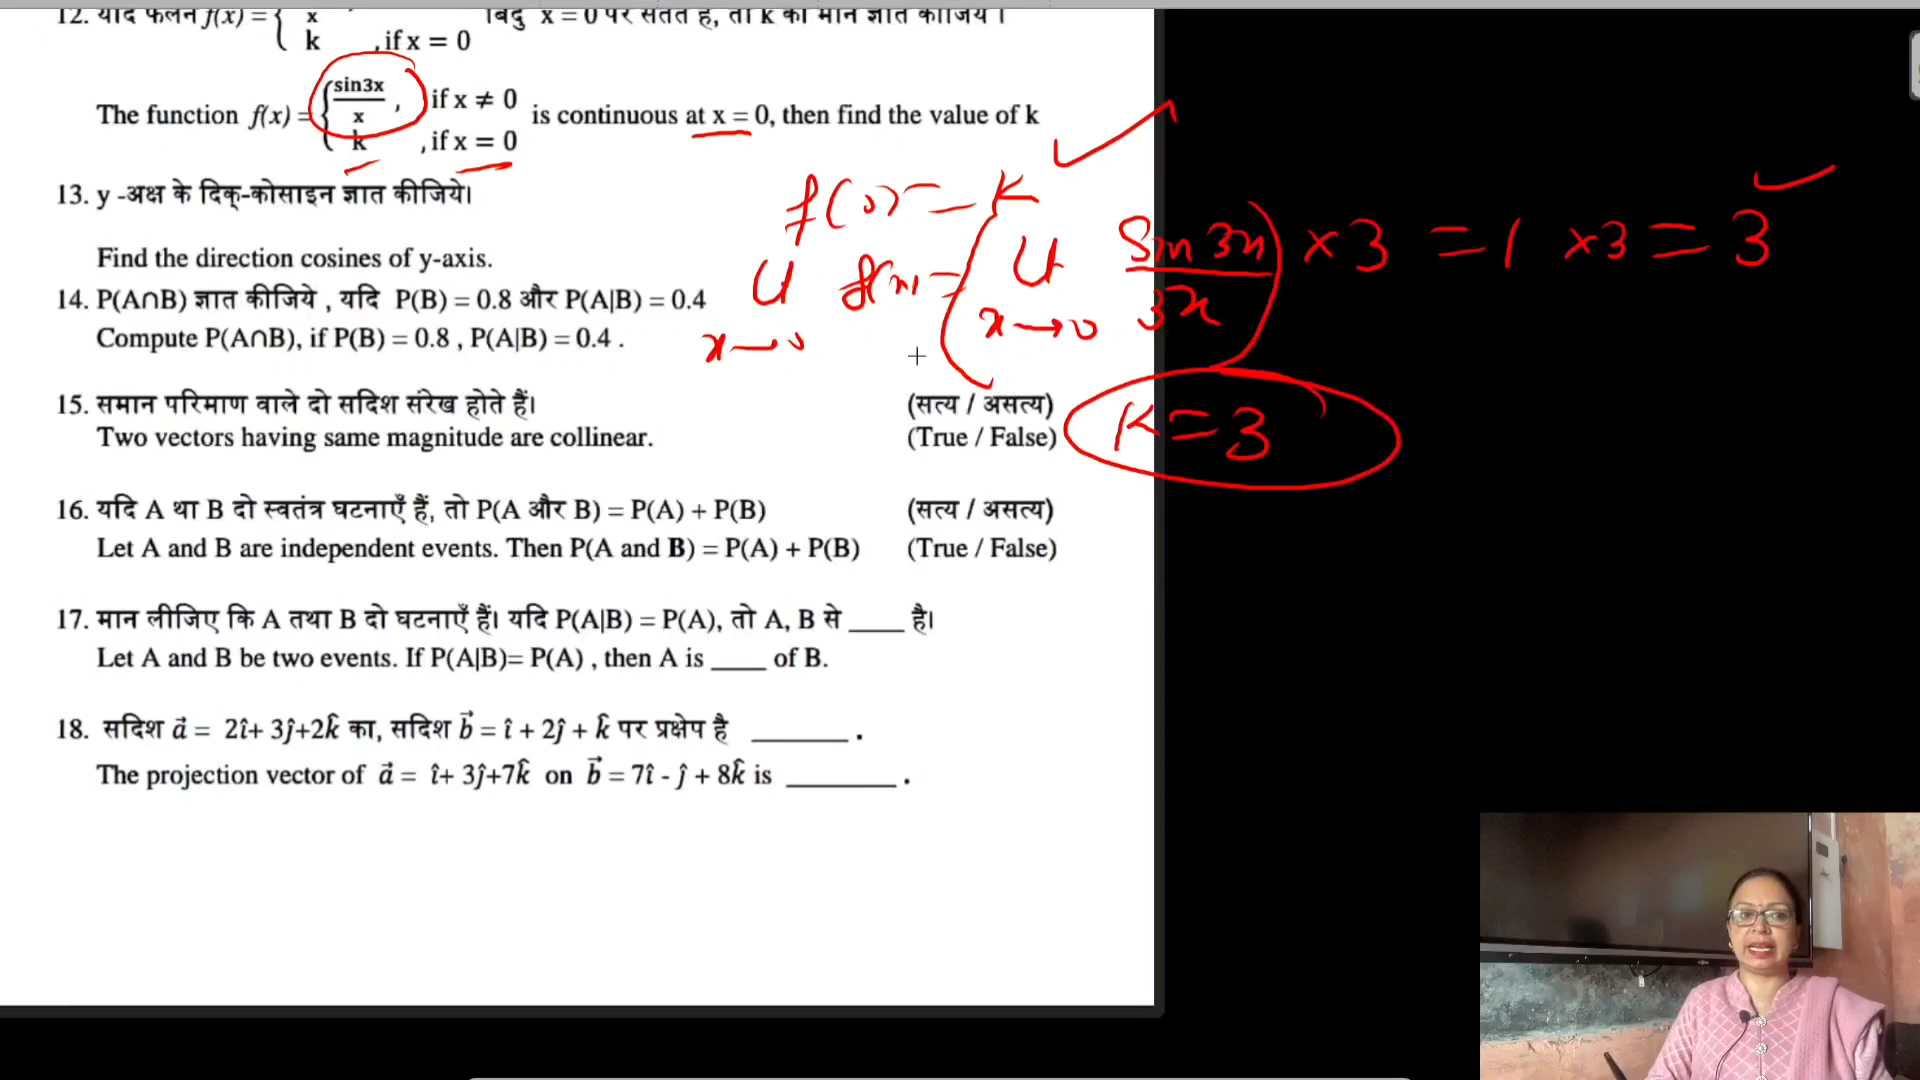 12. यदि फलन f(x) = { x बिंदु x = 0 पर सतत है, तो k का मान ज्ञात कीजिये ।
k , if x = 0
The function f(x) = { sin3x / x , if x ≠ 0 is continuous at x = 0, then find the value of k
k , if x = 0
13. y -अक्ष के दिक्-कोसाइन ज्ञात कीजिये।
Find the direction cosines of y-axis.
14. P(A∩B) ज्ञात कीजिये , यदि P(B) = 0.8 और P(A|B) = 0.4
Compute P(A∩B), if P(B) = 0.8 , P(A|B) = 0.4 .
15. समान परिमाण वाले दो सदिश संरेख होते हैं। (सत्य / असत्य)
Two vectors having same magnitude are collinear. (True / False)
16. यदि A था B दो स्वतंत्र घटनाएँ हैं, तो P(A और B) = P(A) + P(B) (सत्य / असत्य)
Let A and B are independent events. Then P(A and B) = P(A) + P(B) (True / False)
17. मान लीजिए कि A तथा B दो घटनाएँ हैं। यदि P(A|B) = P(A), तो A, B से ____ है।
Let A and B be two events. If P(A|B)= P(A) , then A is ____ of B.
18. सदिश a⃗ = 2î+ 3ĵ+2k̂ का, सदिश b⃗ = î + 2ĵ + k̂ पर प्रक्षेप है _______ .
The projection vector of a⃗ = î+ 3ĵ+7k̂ on b⃗ = 7î - ĵ + 8k̂ is ________ .
f(0) = K
Lt x→0 f(x) = ( Lt x→0 Sin 3x / 3x ) × 3 = 1 × 3 = 3
K = 3